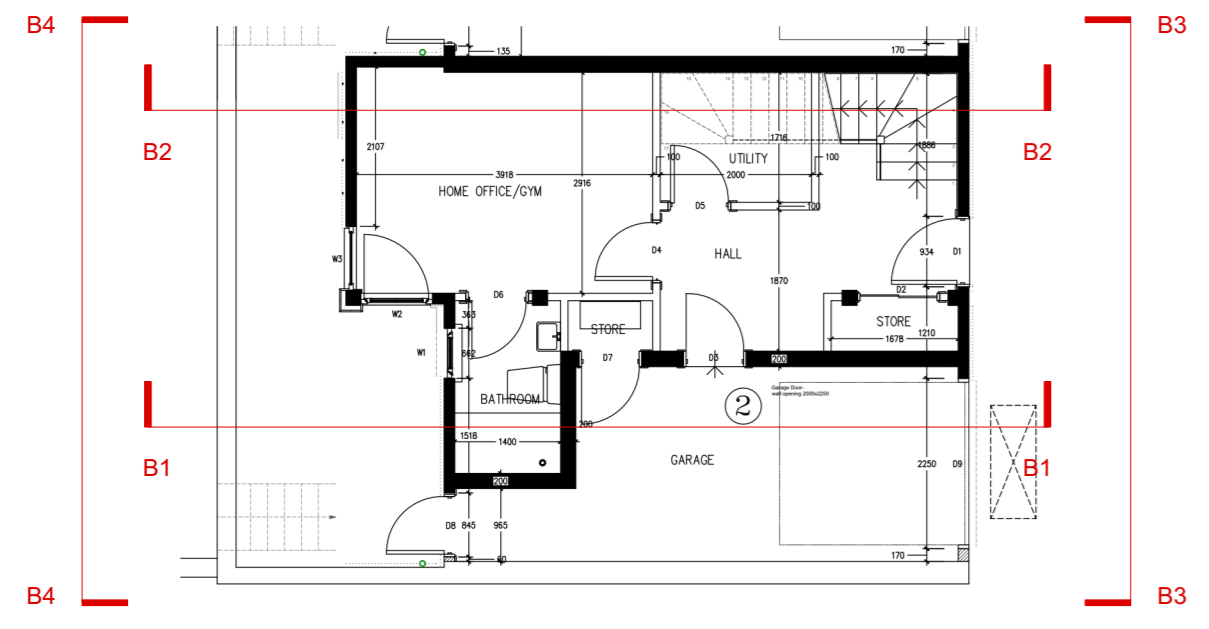 B4
B3
135
170
B2
B2
2107
1716
1886
100
UTILITY
100
3918
2916
2000
HOME OFFICE/GYM
D5
100
W3
D4
HALL
934
D1
1870
D6
D2
W2
363
STORE
STORE
1210
1678
W1
662
D7
D3
200
2
Garage Door-
wall opening 2000x2250
BATHROOM
200
1518
1400
B1
GARAGE
2250
D9
B1
200
D8
845
965
60
170
B4
B3